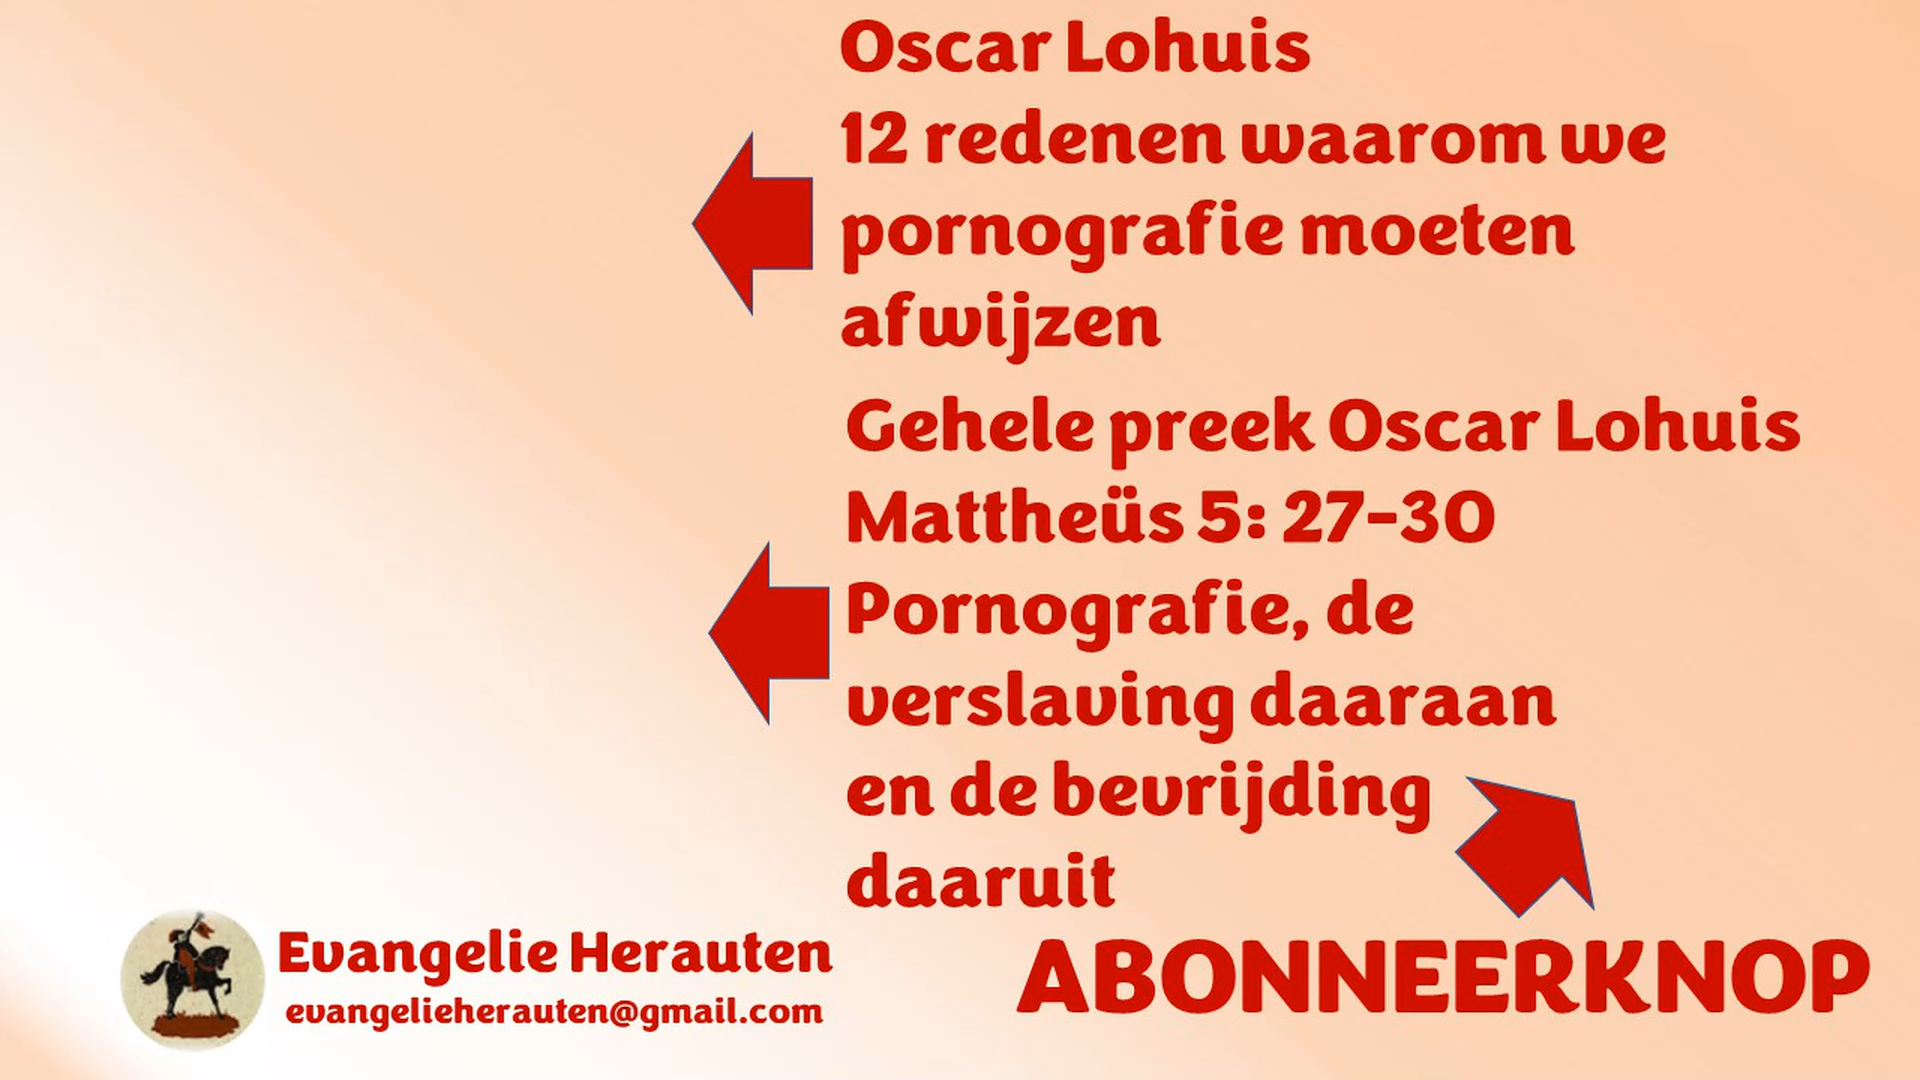 Oscar Lohuis
12 redenen waarom we
pornografie moeten
afwijzen
Gehele preek Oscar Lohuis
Mattheüs 5: 27-30
Pornografie, de
verslaving daaraan
en de bevrijding
daaruit
Evangelie Herauten
evangelieherauten@gmail.com
ABONNEERKNOP